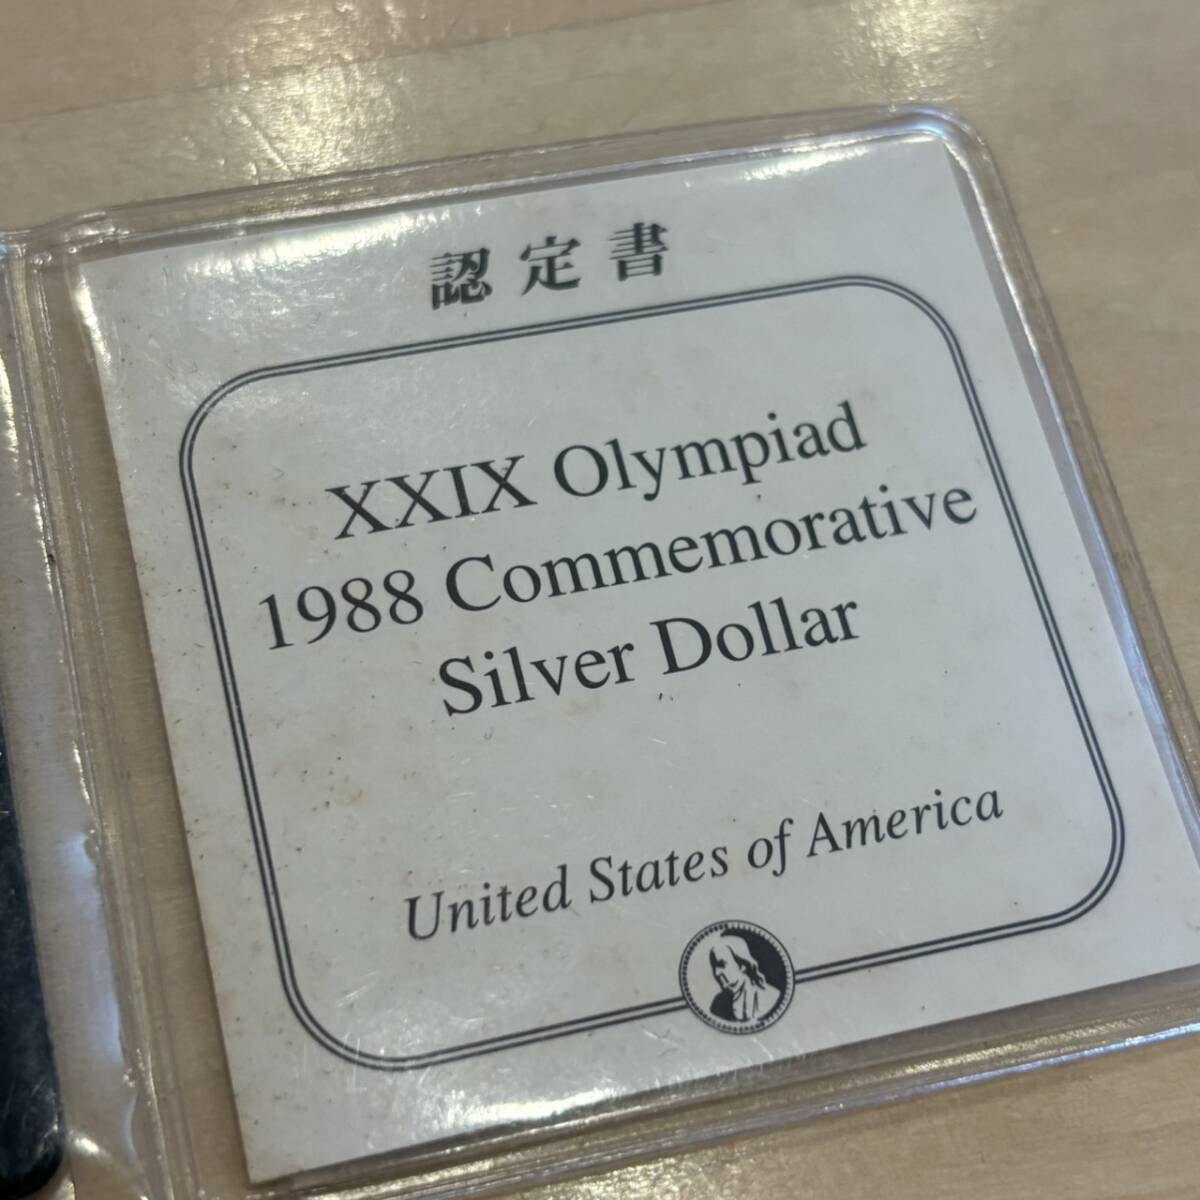 認定書
XXIX Olympiad
1988 Commemorative
Silver Dollar
United States of America